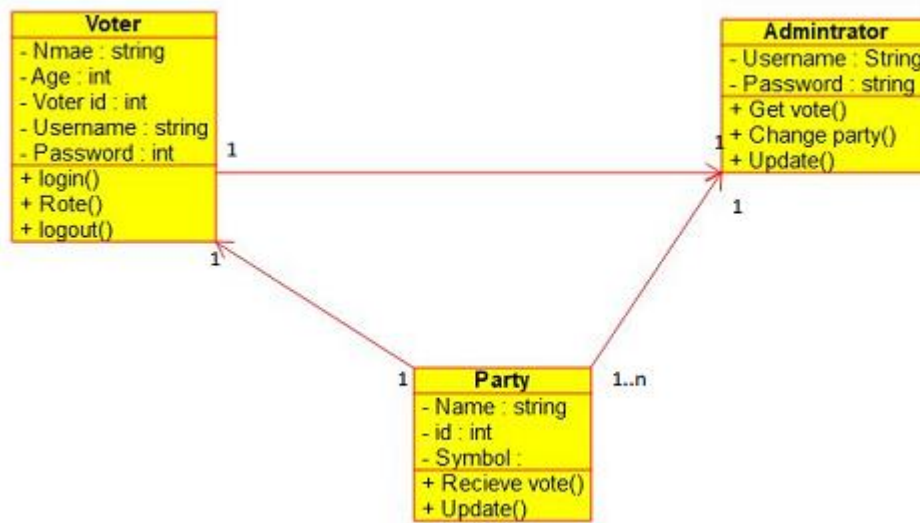 Voter
- Nmae : string
- Age : int
- Voter id : int
- Username : string
- Password : int
+ login()
+ Rote()
+ logout()
Admintrator
- Username : String
- Password : string
+ Get vote()
+ Change party()
+ Update()
1
1
1
1
1
1..n
Party
- Name : string
- id : int
- Symbol :
+ Recieve vote()
+ Update()